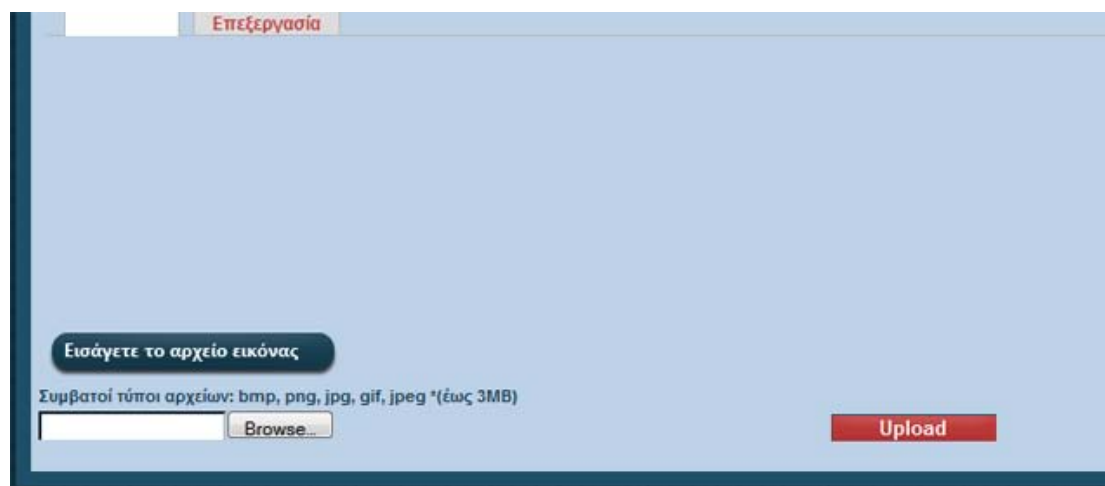 Επεξεργασία
Εισάγετε το αρχείο εικόνας
Συμβατοί τύποι αρχείων: bmp, png, jpg, gif, jpeg *(έως 3MB)
Browse... Upload